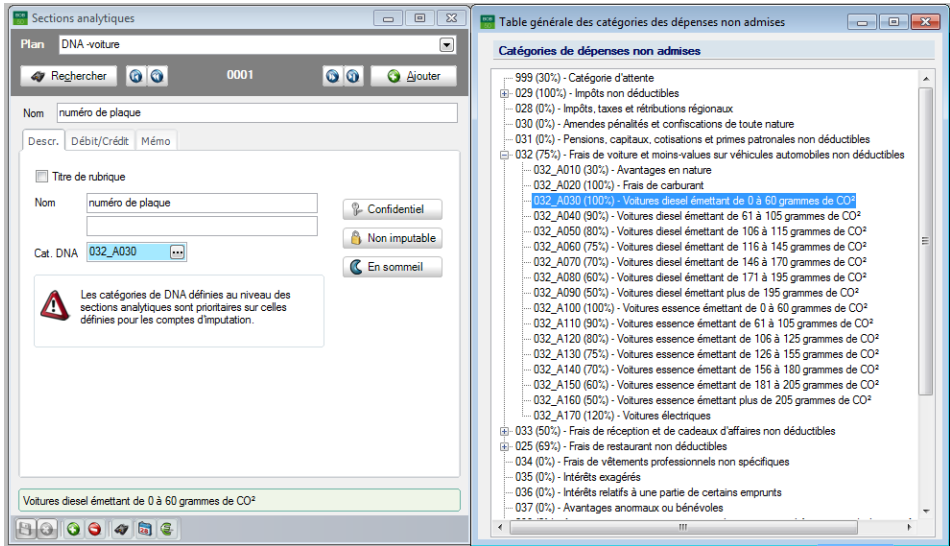 Sections analytiques
Plan DNA -voiture
Rechercher 0001 Ajouter
Nom numéro de plaque
Descr. Débit/Crédit Mémo
Titre de rubrique
Nom numéro de plaque
Cat. DNA 032_A030 ...
Confidentiel
Non imputable
En sommeil
Les catégories de DNA définies au niveau des
sections analytiques sont prioritaires sur celles
définies pour les comptes d'imputation.
Voitures diesel émettant de 0 à 60 grammes de CO²
Table générale des catégories des dépenses non admises
Catégories de dépenses non admises
999 (30%) - Catégorie d'attente
029 (100%) - Impôts non déductibles
028 (0%) - Impôts, taxes et rétributions régionaux
030 (0%) - Amendes pénalités et confiscations de toute nature
031 (0%) - Pensions, capitaux, cotisations et primes patronales non déductibles
032 (75%) - Frais de voiture et moins-values sur véhicules automobiles non déductibles
032_A010 (30%) - Avantages en nature
032_A020 (100%) - Frais de carburant
032_A030 (100%) - Voitures diesel émettant de 0 à 60 grammes de CO²
032_A040 (90%) - Voitures diesel émettant de 61 à 105 grammes de CO²
032_A050 (80%) - Voitures diesel émettant de 106 à 115 grammes de CO²
032_A060 (75%) - Voitures diesel émettant de 116 à 145 grammes de CO²
032_A070 (70%) - Voitures diesel émettant de 146 à 170 grammes de CO²
032_A080 (60%) - Voitures diesel émettant de 171 à 195 grammes de CO²
032_A090 (50%) - Voitures diesel émettant plus de 195 grammes de CO²
032_A100 (100%) - Voitures essence émettant de 0 à 60 grammes de CO²
032_A110 (90%) - Voitures essence émettant de 61 à 105 grammes de CO²
032_A120 (80%) - Voitures essence émettant de 106 à 125 grammes de CO²
032_A130 (75%) - Voitures essence émettant de 126 à 155 grammes de CO²
032_A140 (70%) - Voitures essence émettant de 156 à 180 grammes de CO²
032_A150 (60%) - Voitures essence émettant de 181 à 205 grammes de CO²
032_A160 (50%) - Voitures essence émettant plus de 205 grammes de CO²
032_A170 (120%) - Voitures électriques
033 (50%) - Frais de réception et de cadeaux d'affaires non déductibles
025 (69%) - Frais de restaurant non déductibles
034 (0%) - Frais de vêtements professionnels non spécifiques
035 (0%) - Intérêts exagérés
036 (0%) - Intérêts relatifs à une partie de certains emprunts
037 (0%) - Avantages anormaux ou bénévoles